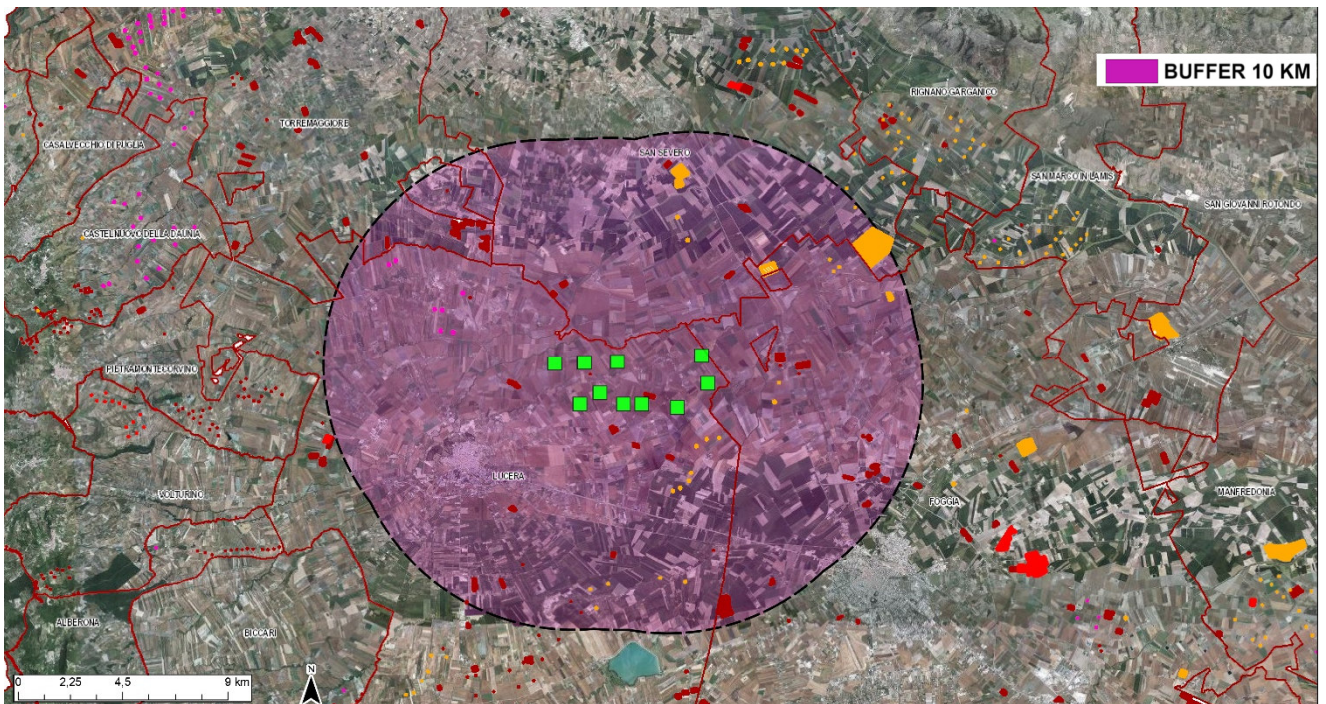 BUFFER 10 KM
RIGNANO GARGANICO
TORREMAGGIORE
CASALVECCHIO DI PUGLIA
SAN SEVERO
SAN MARCO IN LAMIS
SAN GIOVANNI ROTONDO
CASTELNUOVO DELLA DAUNIA
PIETRAMONTECORVINO
LUCERA
VOLTURINO
FOGGIA
MANFREDONIA
ALBERONA
BICCARI
N
0 2,25 4,5 9 km